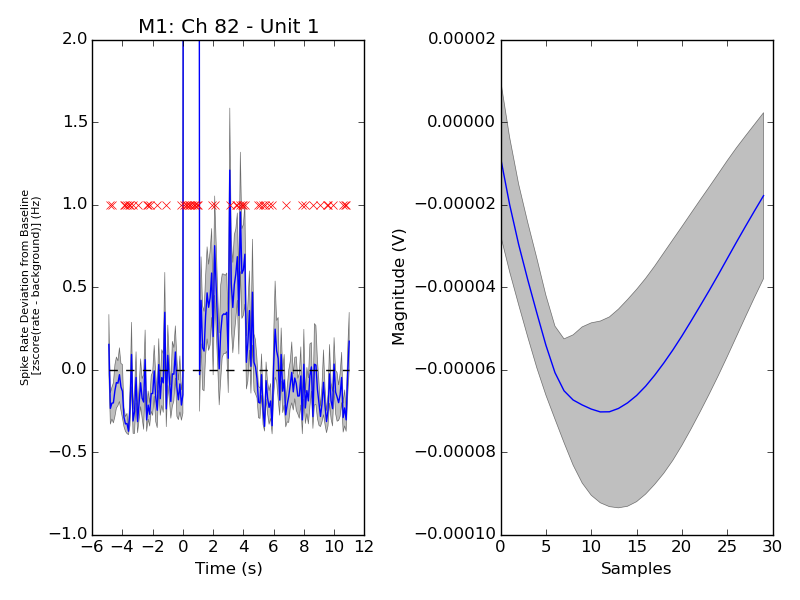 M1: Ch 82 - Unit 1
2.0
1.5
1.0
0.5
0.0
−0.5
−1.0
−6 −4 −2 0 2 4 6 8 10 12
Time (s)
Spike Rate Deviation from Baseline
[zscore(rate - background)] (Hz)
0.00002
0.00000
−0.00002
−0.00004
−0.00006
−0.00008
−0.00010
0 5 10 15 20 25 30
Samples
Magnitude (V)